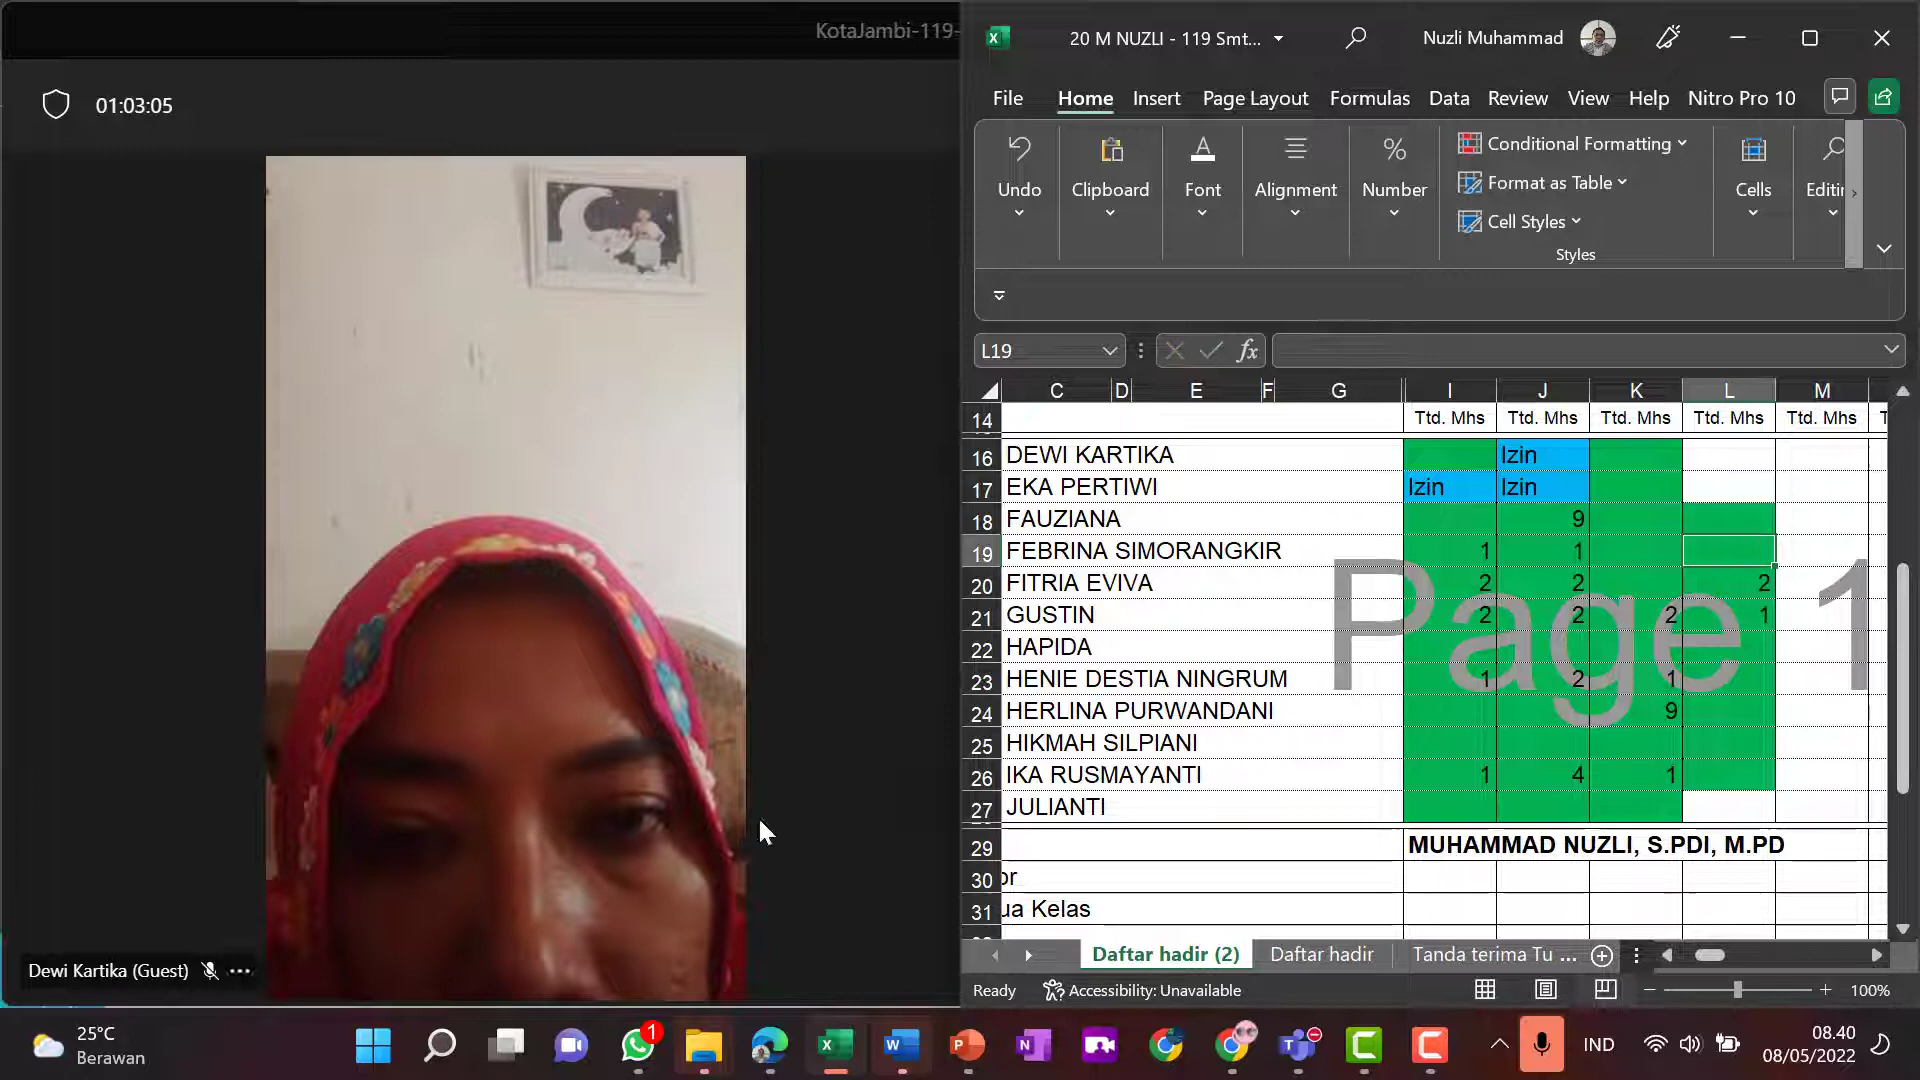 KotaJambi-119-
01:03:05
Dewi Kartika (Guest)
20 M NUZLI - 119 Smt...
Nuzli Muhammad
File Home Insert Page Layout Formulas Data Review View Help Nitro Pro 10
Undo
Clipboard
Font
Alignment
Number
Conditional Formatting
Format as Table
Cell Styles
Styles
Cells
L19
fx
C D E F G I J K L M
14 Ttd. Mhs Ttd. Mhs Ttd. Mhs Ttd. Mhs Ttd. Mhs
16 DEWI KARTIKA Izin
17 EKA PERTIWI Izin Izin
18 FAUZIANA 9
19 FEBRINA SIMORANGKIR 1 1
20 FITRIA EVIVA 2 2 2
21 GUSTIN 2 2 2 1
22 HAPIDA
23 HENIE DESTIA NINGRUM 1 2 1
24 HERLINA PURWANDANI 9
25 HIKMAH SILPIANI
26 IKA RUSMAYANTI 1 4 1
27 JULIANTI
Page 1
29 MUHAMMAD NUZLI, S.PDI, M.PD
30 or
31 ua Kelas
Daftar hadir (2) Daftar hadir Tanda terima Tu ...
Ready Accessibility: Unavailable 100%
25°C
Berawan
1
IND
08.40
08/05/2022